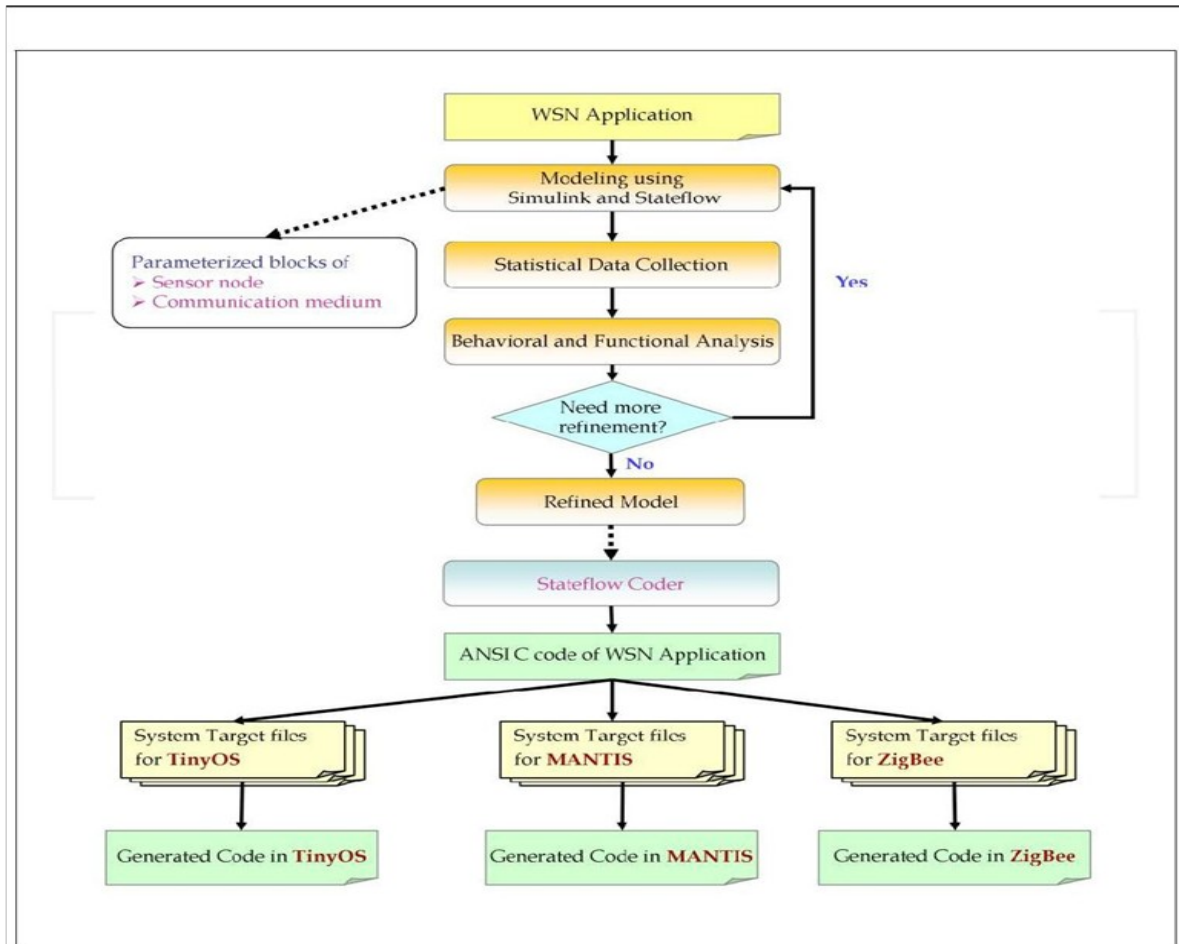 WSN Application
Modeling using
Simulink and Stateflow
Parameterized blocks of
➢ Sensor node
➢ Communication medium
Statistical Data Collection
Yes
Behavioral and Functional Analysis
Need more
refinement?
No
Refined Model
Stateflow Coder
ANSI C code of WSN Application
System Target files
for TinyOS
System Target files
for MANTIS
System Target files
for ZigBee
Generated Code in TinyOS
Generated Code in MANTIS
Generated Code in ZigBee